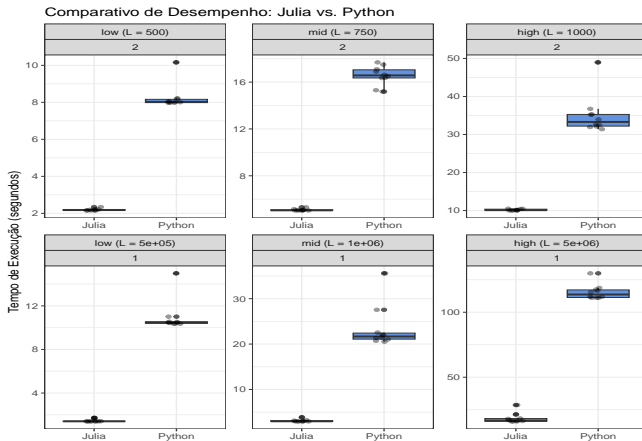 Comparativo de Desempenho: Julia vs. Python
Tempo de Execução (segundos)
low (L = 500)
2
10
8
6
4
2
Julia Python
mid (L = 750)
2
16
12
8
Julia Python
high (L = 1000)
2
50
40
30
20
10
Julia Python
low (L = 5e+05)
1
12
8
4
Julia Python
mid (L = 1e+06)
1
30
20
10
Julia Python
high (L = 5e+06)
1
100
50
Julia Python